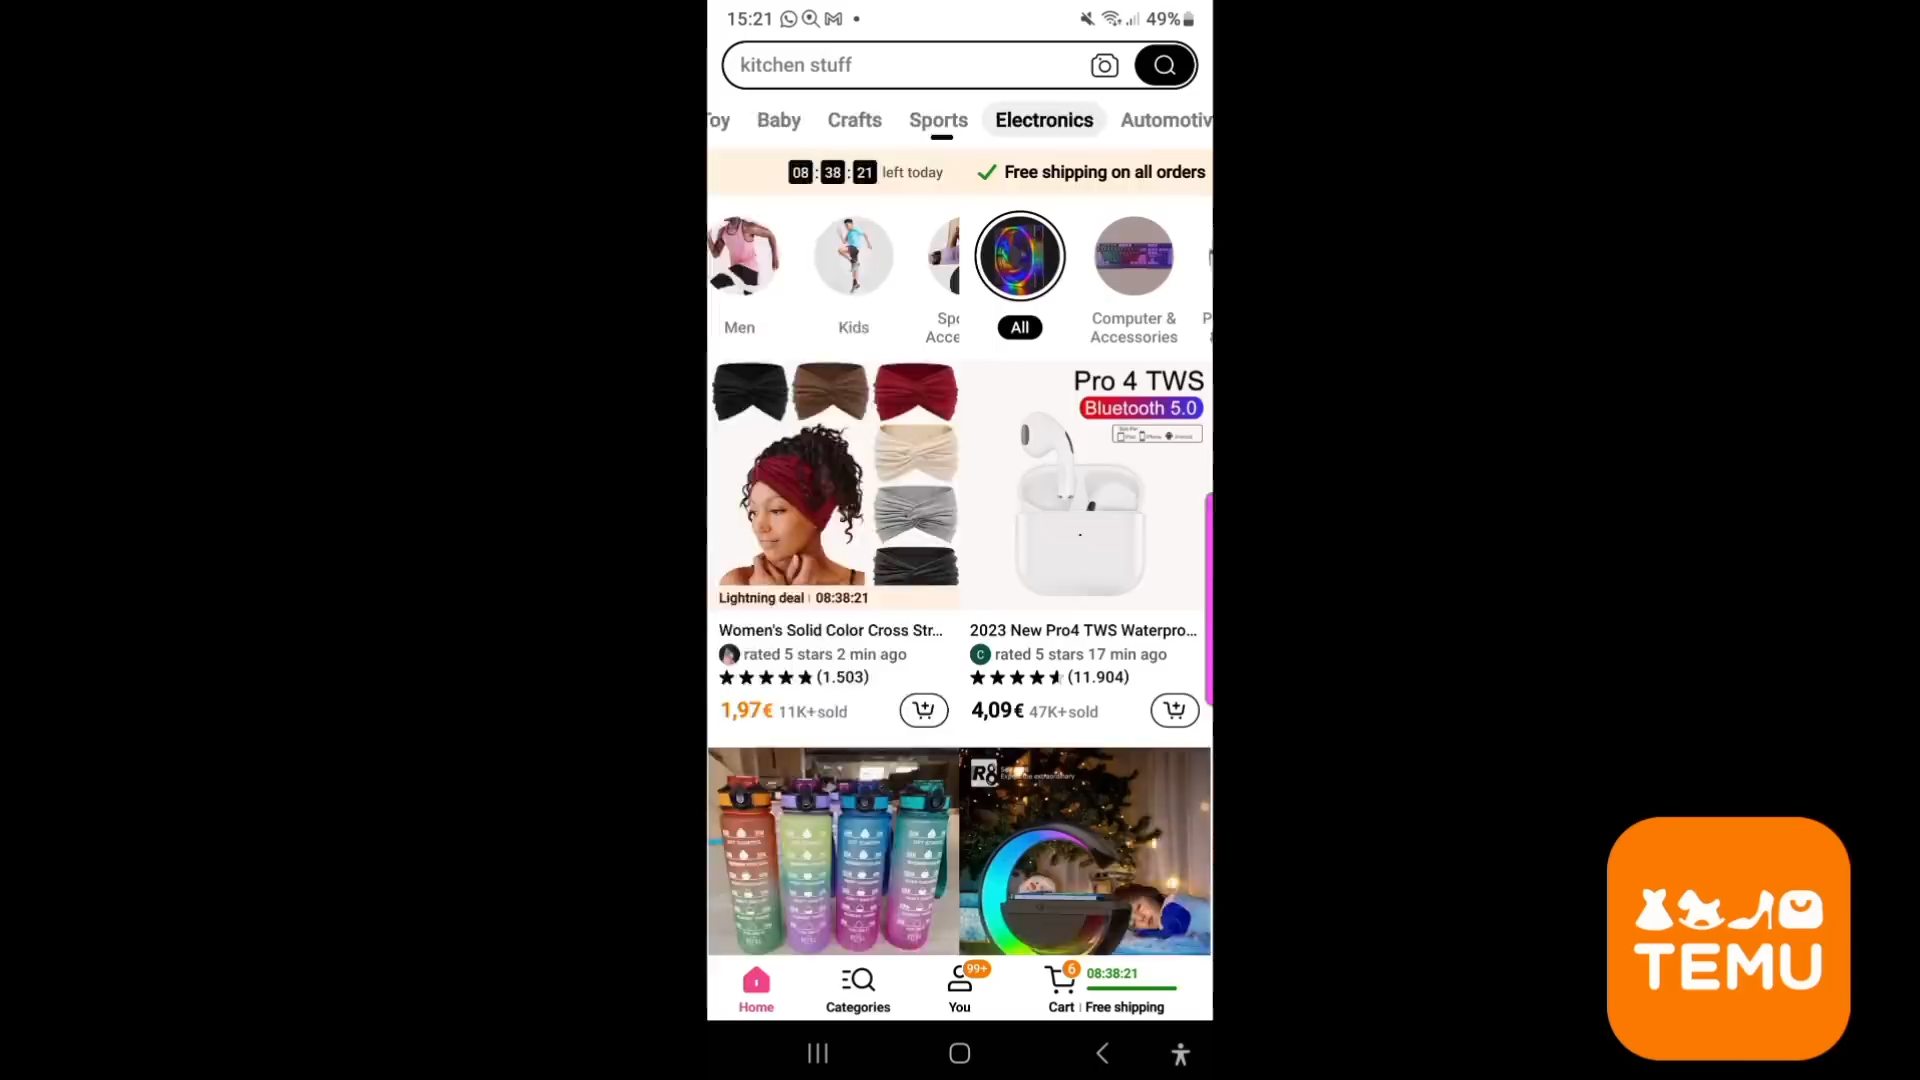 15:21
49%
kitchen stuff
Toy Baby Crafts Sports Electronics Automotiv
08 : 38 : 21 left today
Free shipping on all orders
Men
Kids
Spo
Acce
All
Computer &
Accessories
P
Pro 4 TWS
Bluetooth 5.0
Lightning deal 08:38:21
Women's Solid Color Cross Str...
rated 5 stars 2 min ago
(1.503)
1,97€ 11K+sold
2023 New Pro4 TWS Waterpro...
C rated 5 stars 17 min ago
(11.904)
4,09€ 47K+sold
R8
Home
Categories
99+
You
6
08:38:21
Cart
Free shipping
TEMU